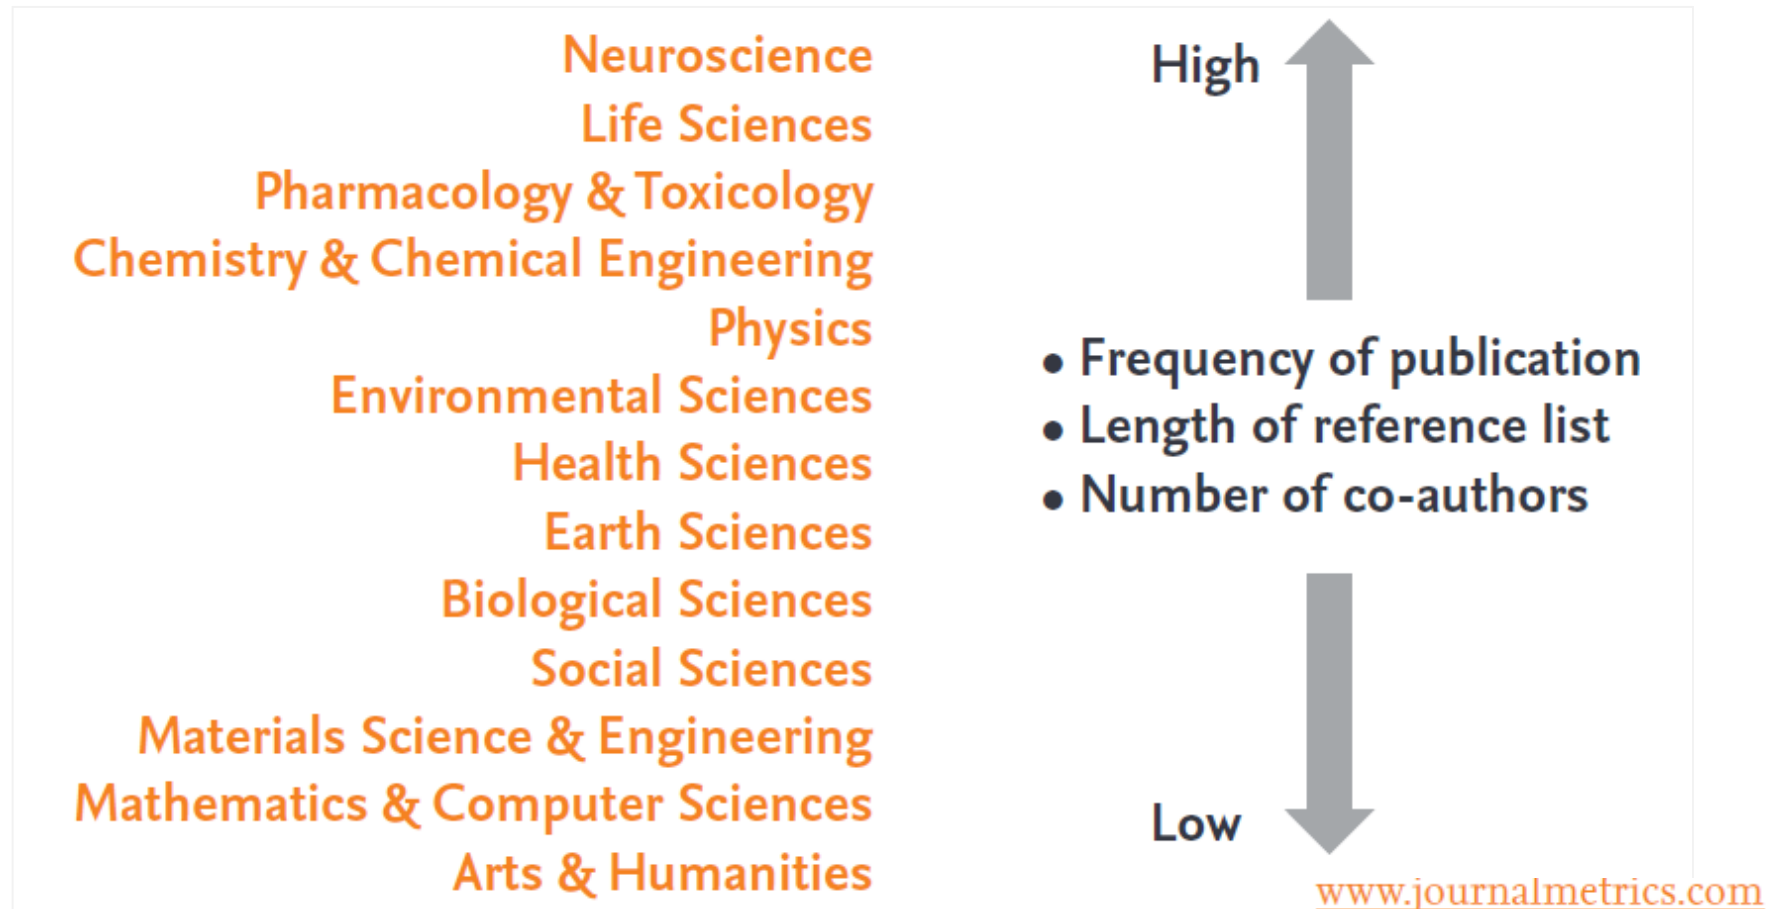 Neuroscience
Life Sciences
Pharmacology & Toxicology
Chemistry & Chemical Engineering
Physics
Environmental Sciences
Health Sciences
Earth Sciences
Biological Sciences
Social Sciences
Materials Science & Engineering
Mathematics & Computer Sciences
Arts & Humanities
High
• Frequency of publication
• Length of reference list
• Number of co-authors
Low
www.journalmetrics.com